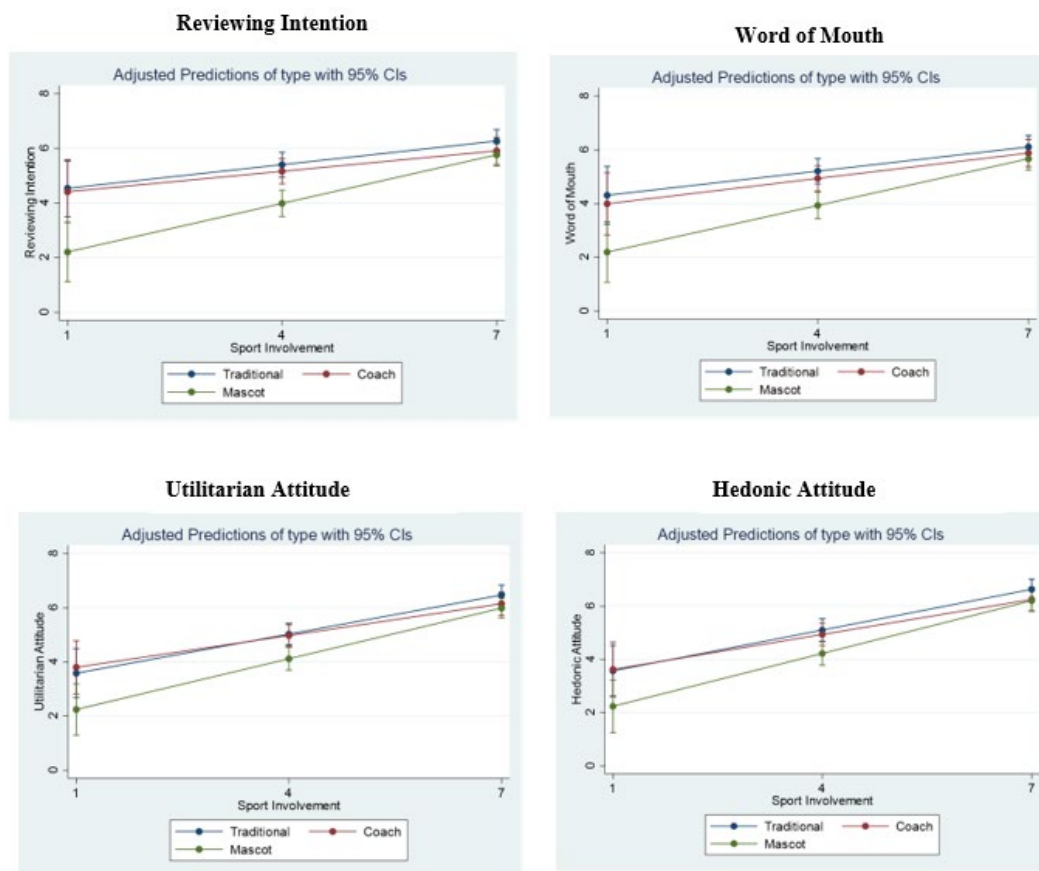 Reviewing Intention
Adjusted Predictions of type with 95% CIs
8
6
4
2
0
Reviewing Intention
1 4 7
Sport Involvement
Traditional Coach
Mascot
Word of Mouth
Adjusted Predictions of type with 95% CIs
8
6
4
2
0
Word of Mouth
1 4 7
Sport Involvement
Traditional Coach
Mascot
Utilitarian Attitude
Adjusted Predictions of type with 95% CIs
8
6
4
2
0
Utilitarian Attitude
1 4 7
Sport Involvement
Traditional Coach
Mascot
Hedonic Attitude
Adjusted Predictions of type with 95% CIs
8
6
4
2
0
Hedonic Attitude
1 4 7
Sport Involvement
Traditional Coach
Mascot